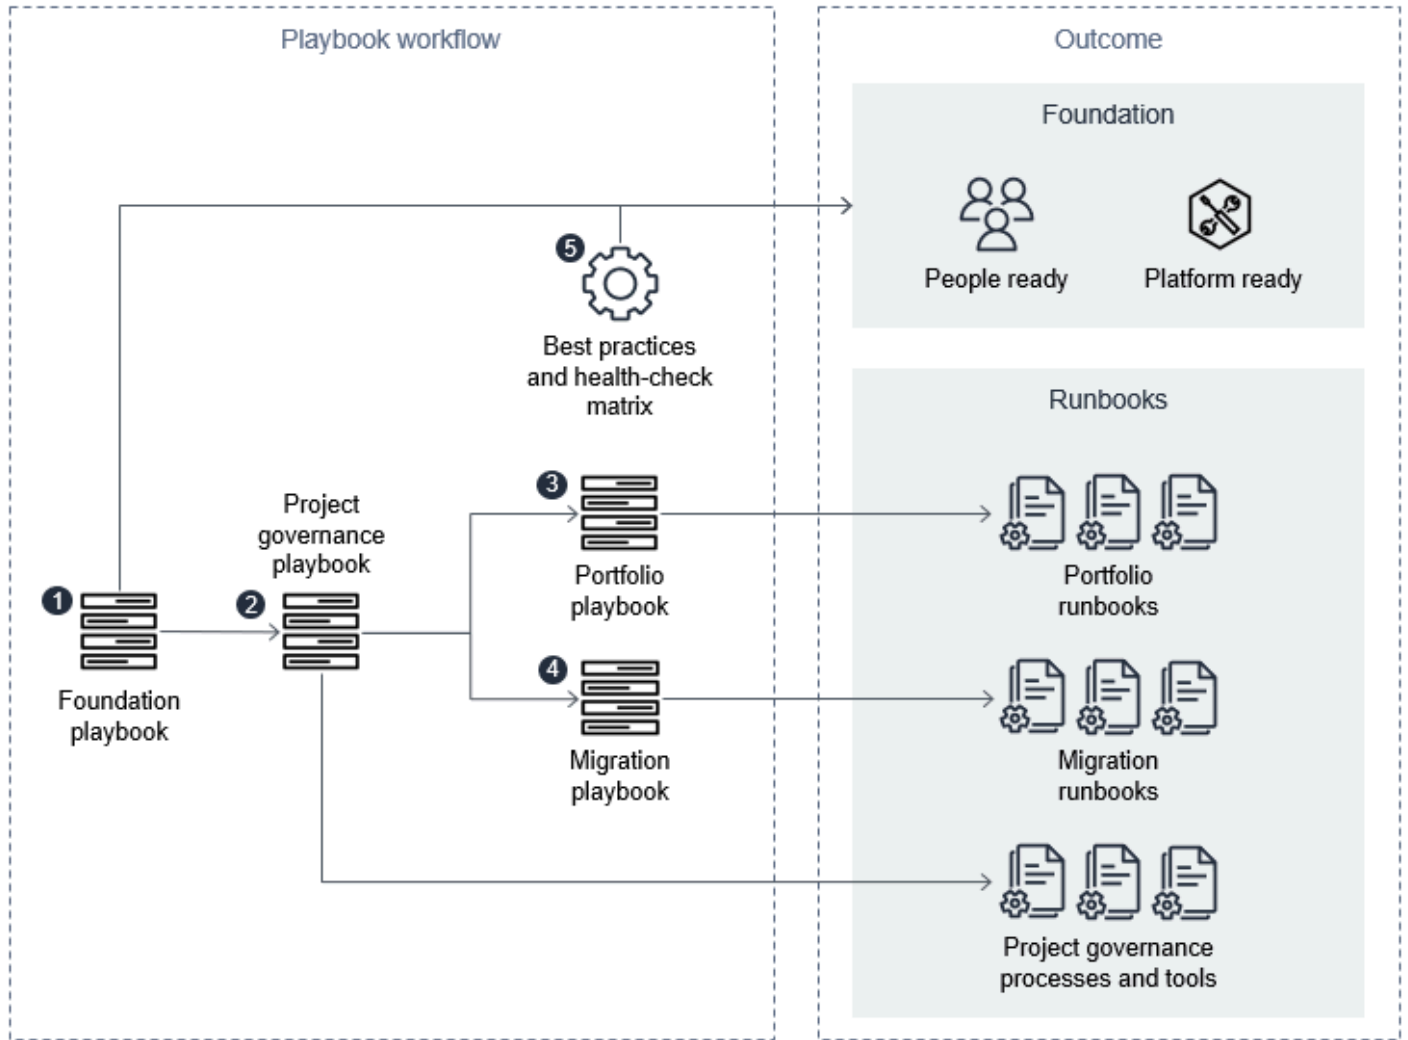 Playbook workflow
5
Best practices
and health-check
matrix
Project
governance
playbook
1
Foundation
playbook
2
3
Portfolio
playbook
4
Migration
playbook
Outcome
Foundation
People ready
Platform ready
Runbooks
Portfolio
runbooks
Migration
runbooks
Project governance
processes and tools